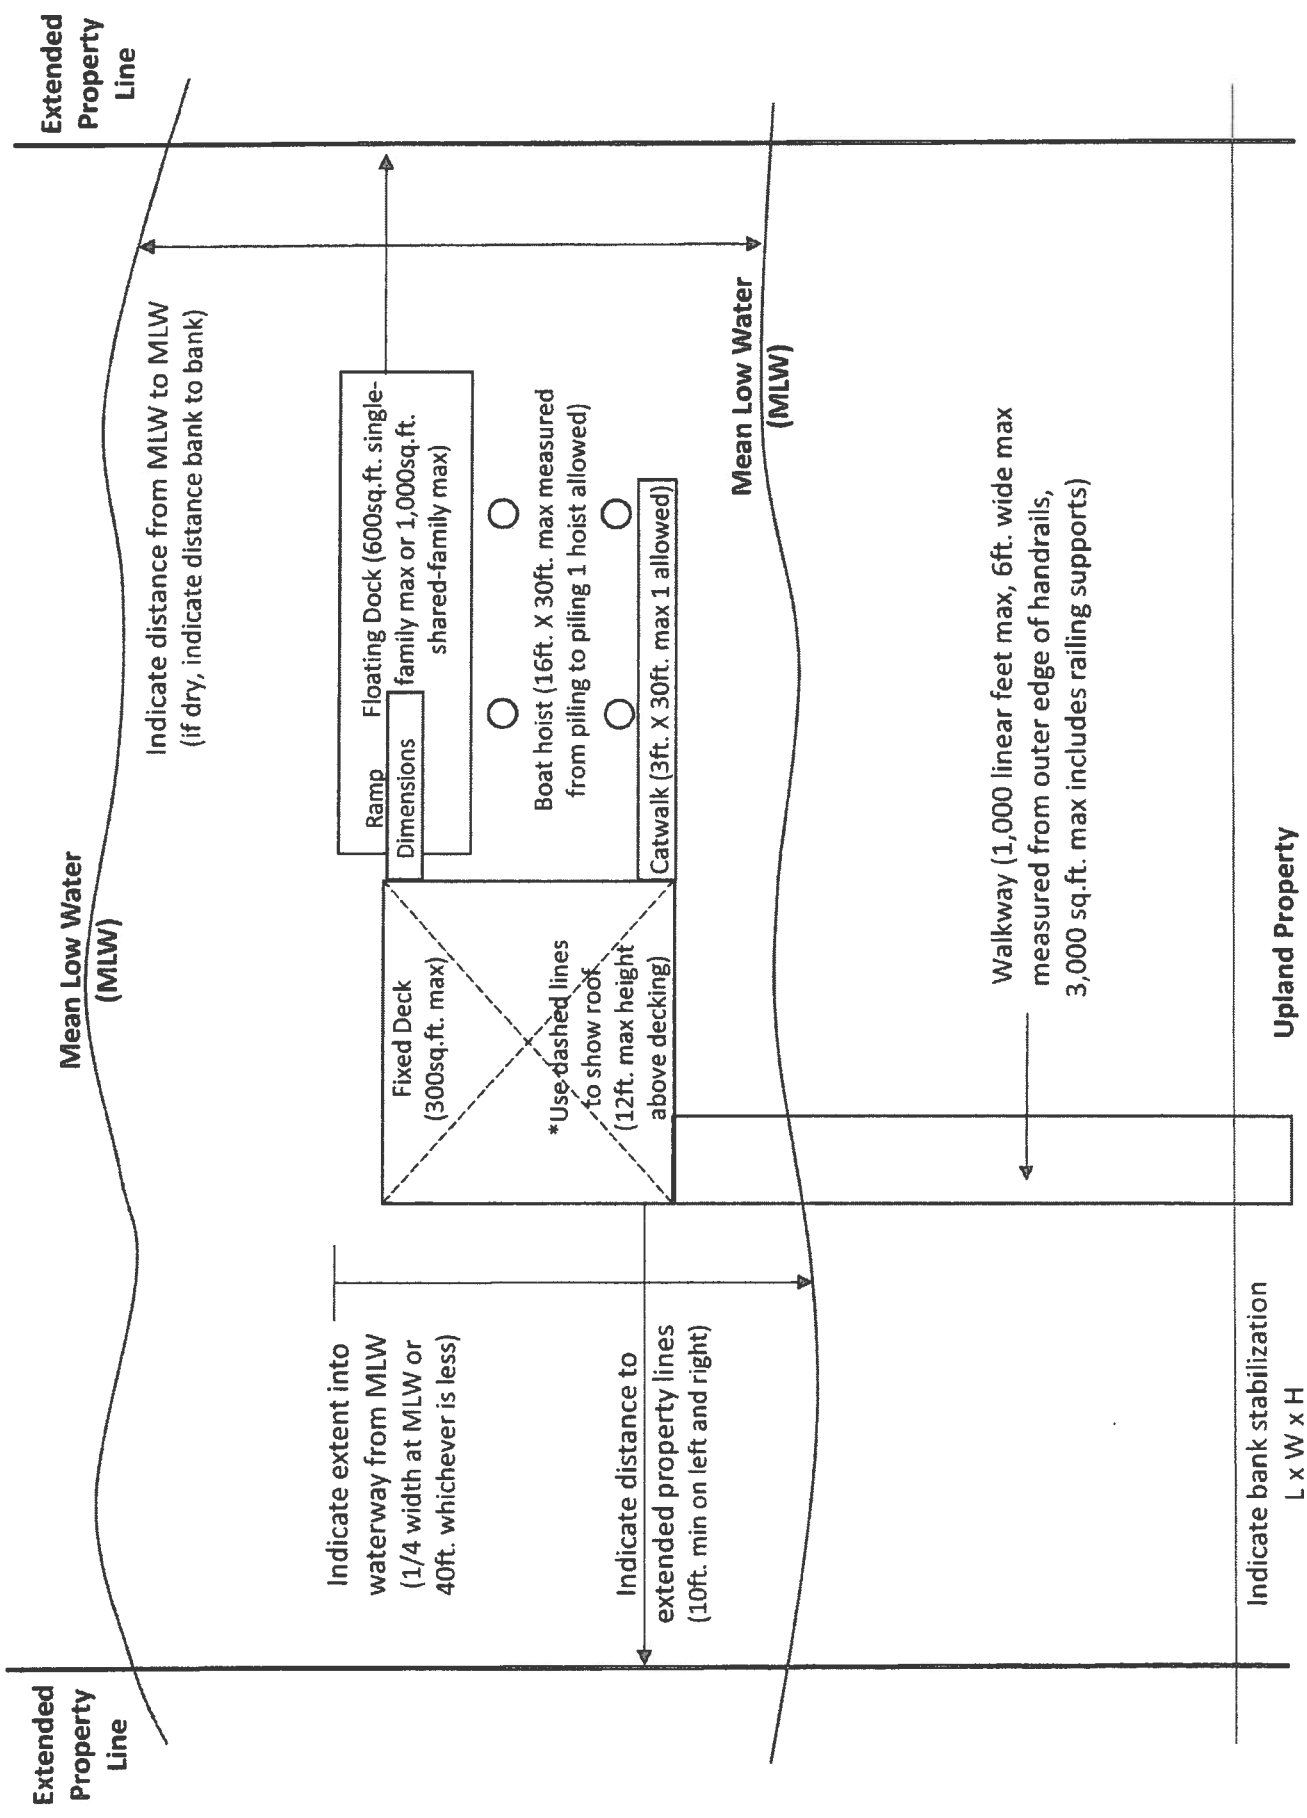 Extended
Property
Line
Mean Low Water
(MLW)
Extended
Property
Line
Indicate distance from MLW to MLW
(if dry, indicate distance bank to bank)
Indicate extent into
waterway from MLW
(1/4 width at MLW or
40ft. whichever is less)
Fixed Deck
(300sq.ft. max)
*Use dashed lines
to show roof
(12ft. max height
above decking)
Ramp
Dimensions
Floating Dock (600sq.ft. single-
family max or 1,000sq.ft.
shared-family max)
Boat hoist (16ft. X 30ft. max measured
from piling to piling 1 hoist allowed)
Catwalk (3ft. X 30ft. max 1 allowed)
Indicate distance to
extended property lines
(10ft. min on left and right)
Mean Low Water
(MLW)
Walkway (1,000 linear feet max, 6ft. wide max
measured from outer edge of handrails,
3,000 sq.ft. max includes railing supports)
Indicate bank stabilization
L x W x H
Upland Property